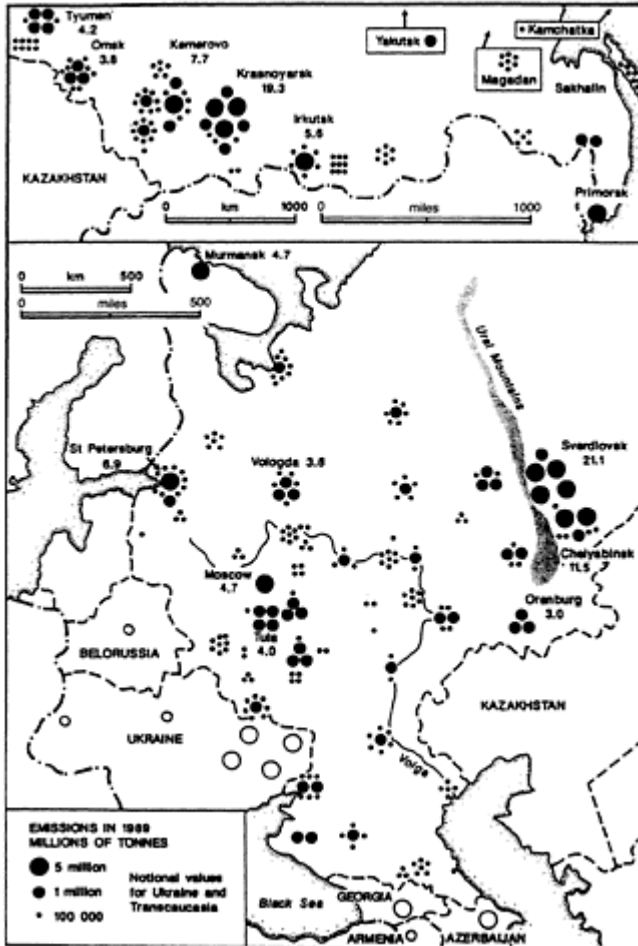 Tyumen'
4.2
Omsk
3.8
Kemerovo
7.7
Krasnoyarsk
19.3
Irkutsk
5.6
Yakutsk
Kamchatka
Magadan
Sakhalin
Primorsk
KAZAKHSTAN
0 1000 0 1000
km miles
Murmansk 4.7
0 km 500
0 miles 500
Ural Mountains
St Petersburg
6.9
Vologda 3.6
Sverdlovsk
21.1
Chelyabinsk
11.5
Orenburg
3.0
Moscow
4.7
Tula
4.0
BELORUSSIA
UKRAINE
KAZAKHSTAN
Volga
EMISSIONS IN 1989
MILLIONS OF TONNES
5 million
1 million
100 000
Notional values
for Ukraine and
Transcaucasia
Black Sea
GEORGIA
ARMENIA
AZERBAIJAN